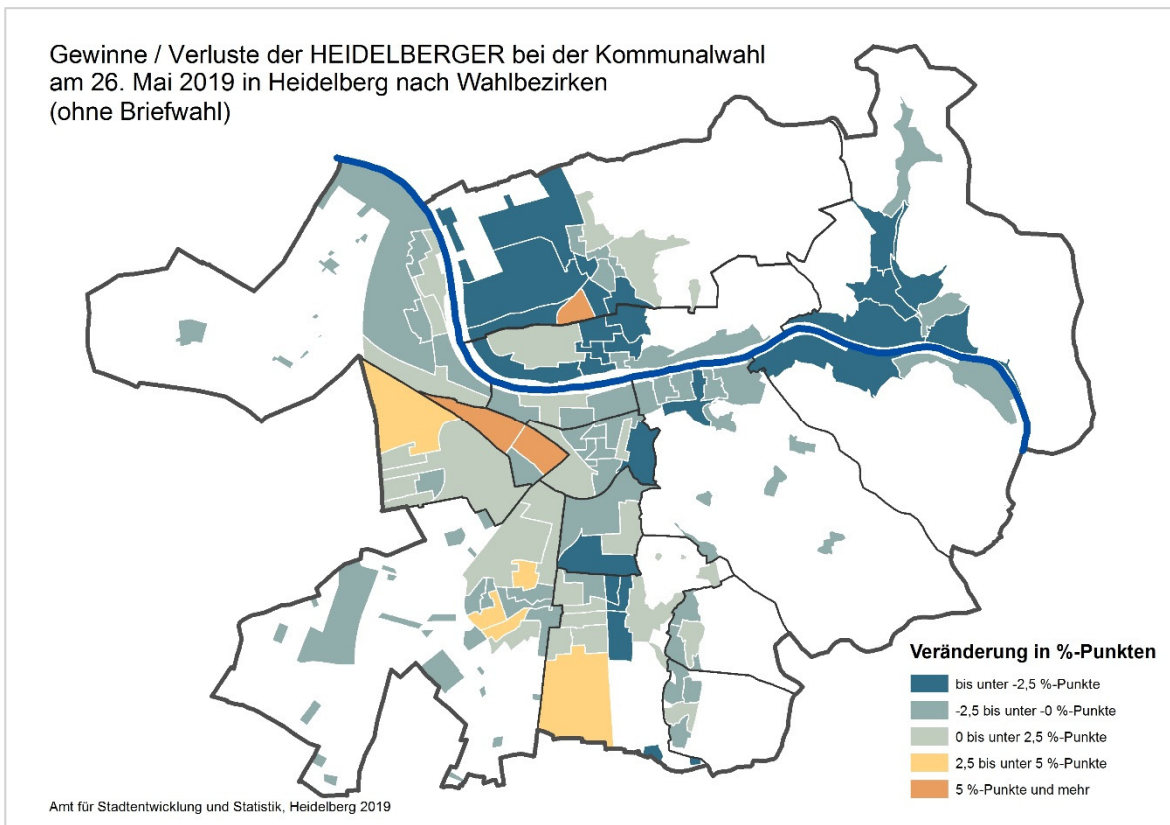 Gewinne / Verluste der HEIDELBERGER bei der Kommunalwahl
am 26. Mai 2019 in Heidelberg nach Wahlbezirken
(ohne Briefwahl)
Veränderung in %-Punkten
bis unter -2,5 %-Punkte
-2,5 bis unter -0 %-Punkte
0 bis unter 2,5 %-Punkte
2,5 bis unter 5 %-Punkte
5 %-Punkte und mehr
Amt für Stadtentwicklung und Statistik, Heidelberg 2019